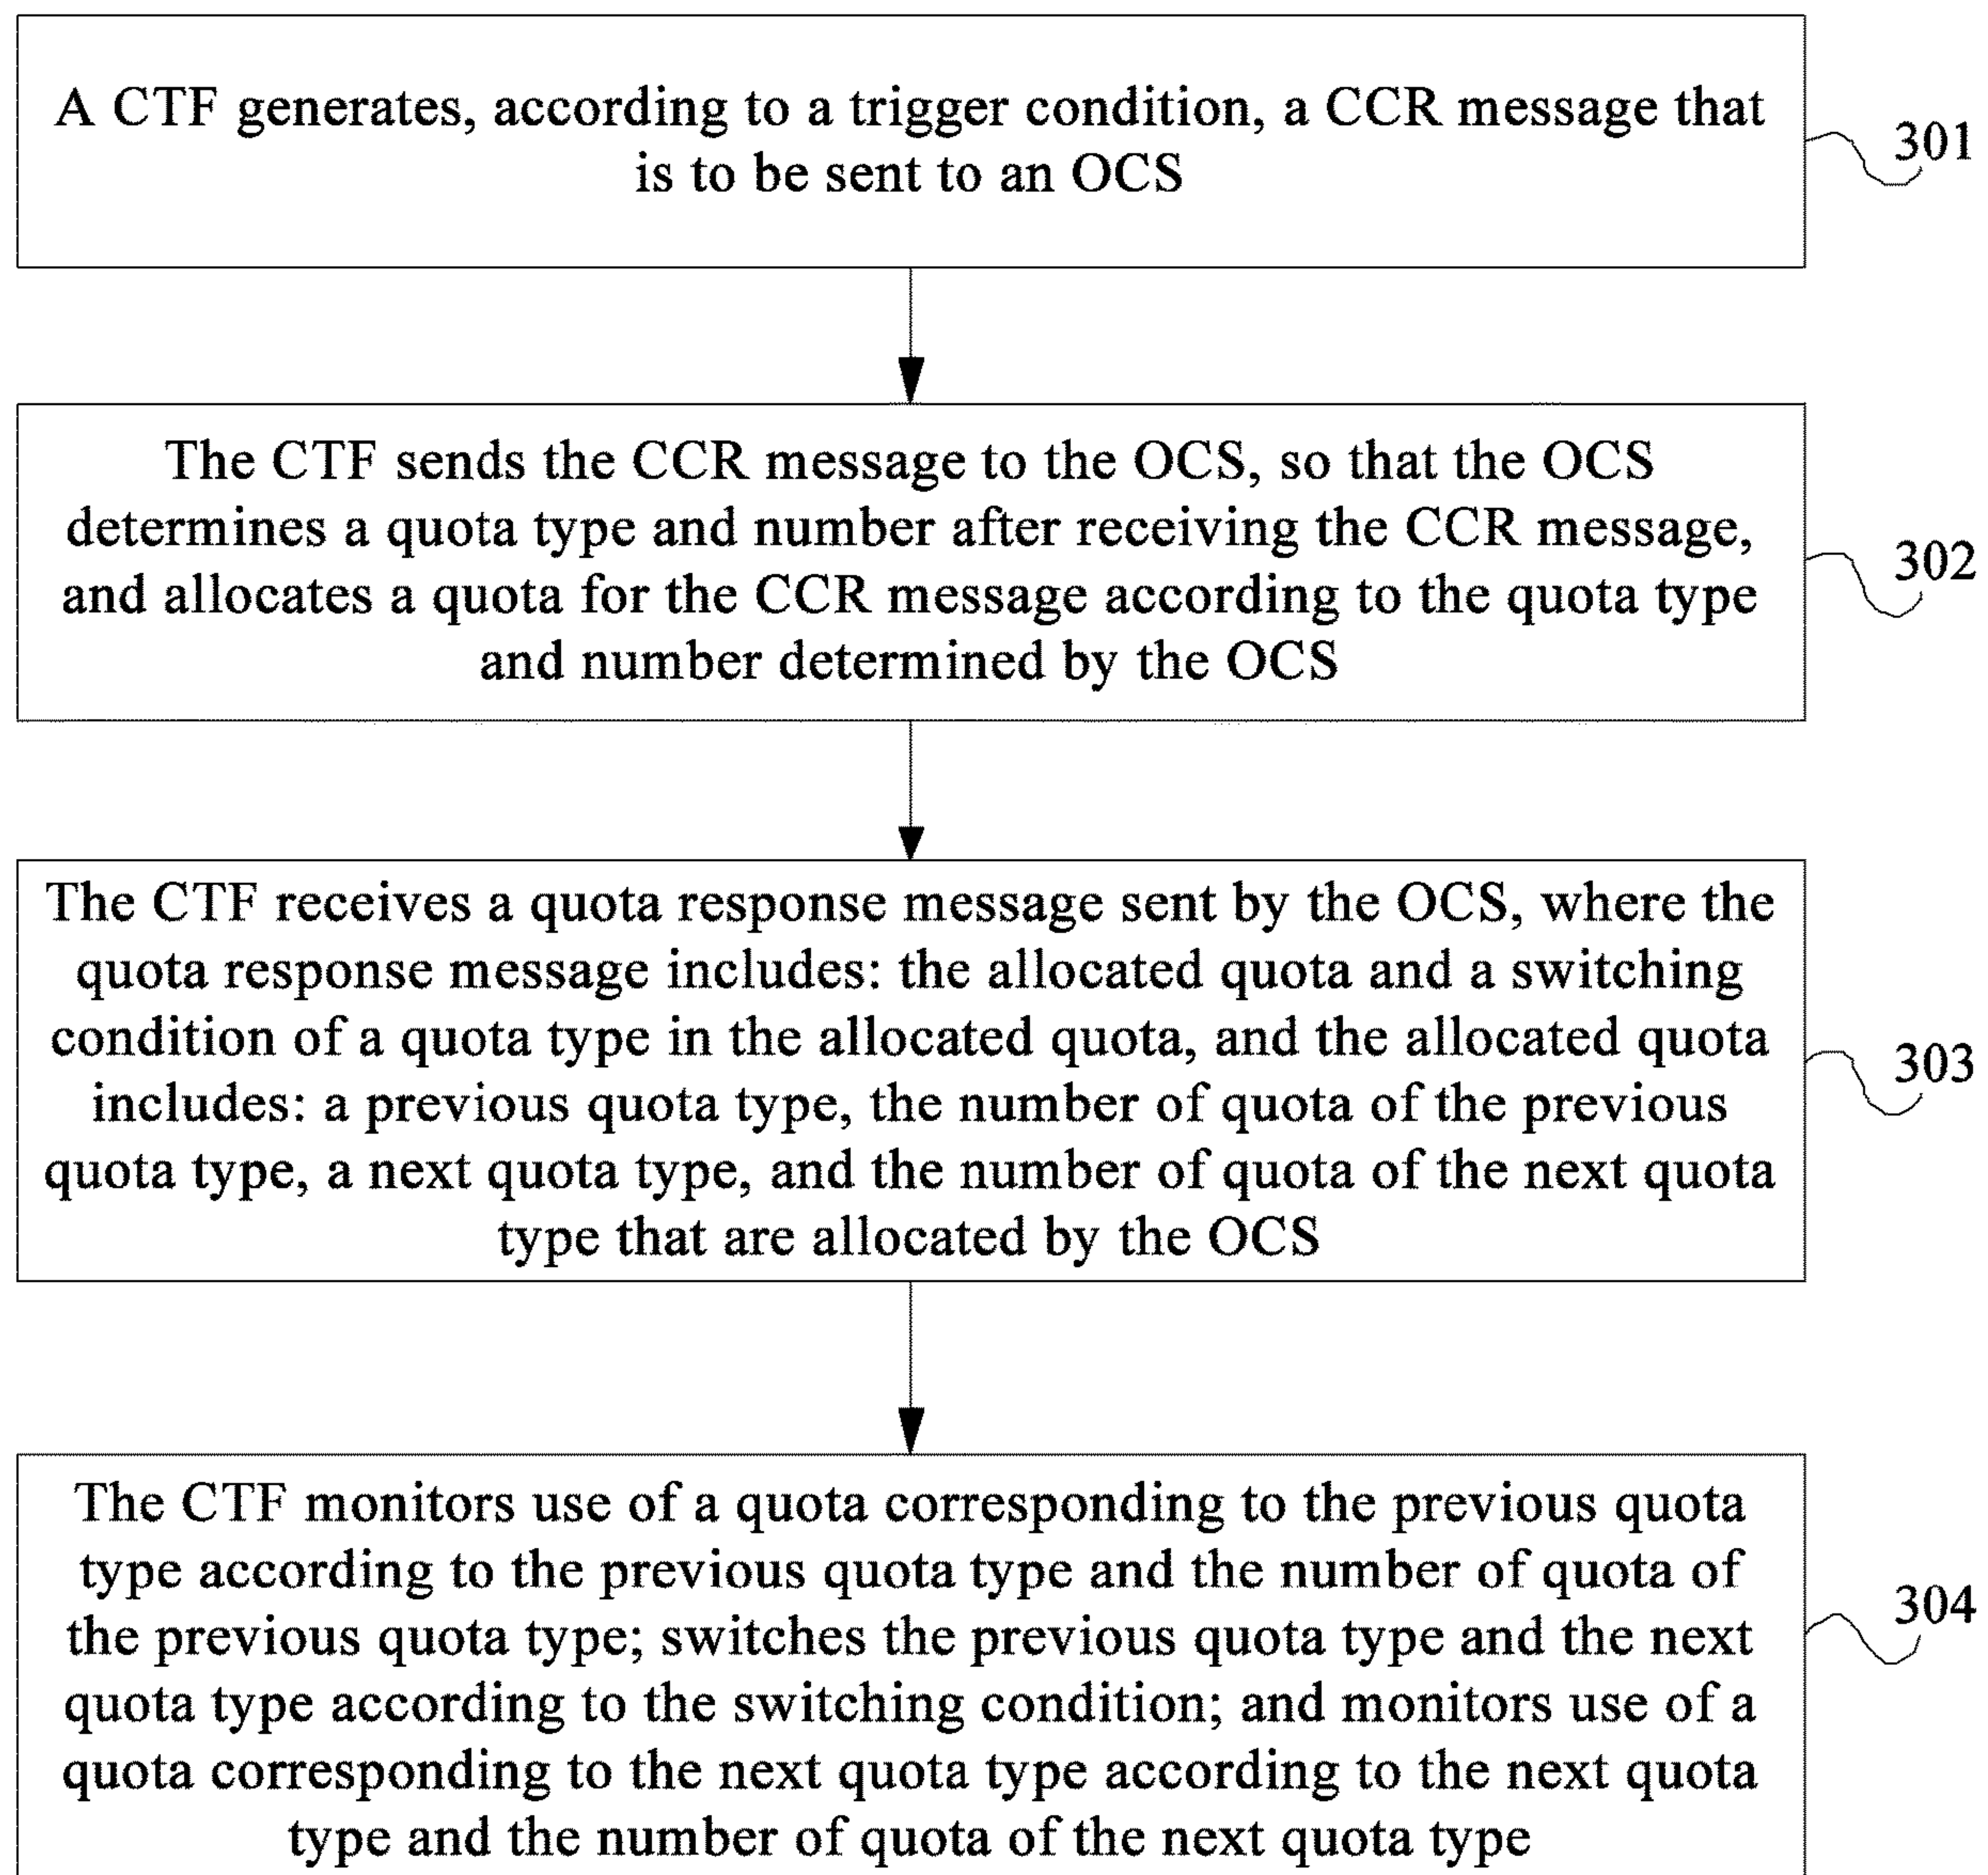 A CTF generates, according to a trigger condition, a CCR message that
is to be sent to an OCS
301
The CTF sends the CCR message to the OCS, so that the OCS
determines a quota type and number after receiving the CCR message,
and allocates a quota for the CCR message according to the quota type
and number determined by the OCS
302
The CTF receives a quota response message sent by the OCS, where the
quota response message includes: the allocated quota and a switching
condition of a quota type in the allocated quota, and the allocated quota
includes: a previous quota type, the number of quota of the previous
quota type, a next quota type, and the number of quota of the next quota
type that are allocated by the OCS
303
The CTF monitors use of a quota corresponding to the previous quota
type according to the previous quota type and the number of quota of
the previous quota type; switches the previous quota type and the next
quota type according to the switching condition; and monitors use of a
quota corresponding to the next quota type according to the next quota
type and the number of quota of the next quota type
304